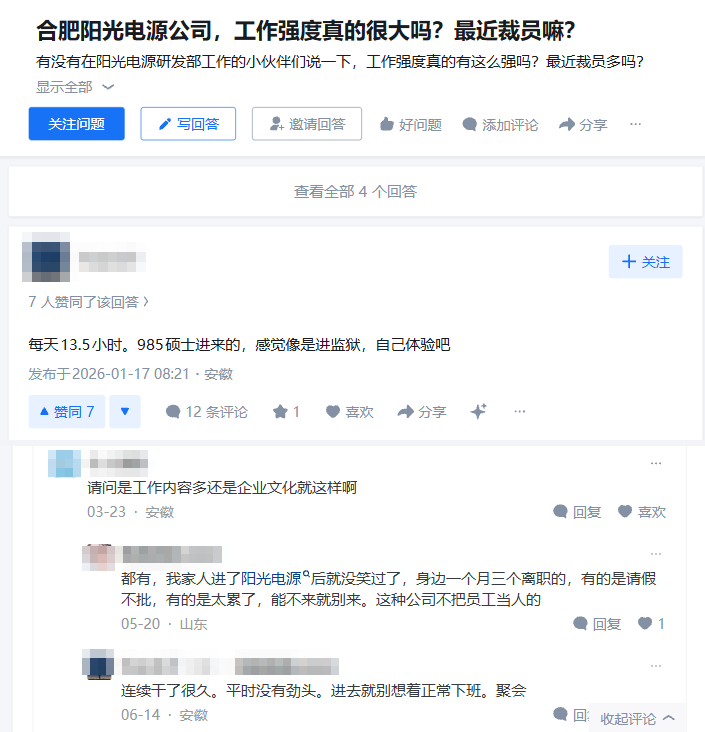 合肥阳光电源公司，工作强度真的很大吗？最近裁员嘛？
有没有在阳光电源研发部工作的小伙伴们说一下，工作强度真的有这么强吗？最近裁员多吗？
显示全部
关注问题 写回答 邀请回答 好问题 添加评论 分享 ···
查看全部 4 个回答
+ 关注
7 人赞同了该回答 ›
每天13.5小时。985硕士进来的，感觉像是进监狱，自己体验吧
发布于2026-01-17 08:21 · 安徽
▲ 赞同 7 ▼ 12 条评论 1 喜欢 分享 ···
···
请问是工作内容多还是企业文化就这样啊
03-23 · 安徽 回复 喜欢
···
都有，我家人进了阳光电源后就没笑过了，身边一个月三个离职的，有的是请假
不批，有的是太累了，能不来就别来。这种公司不把员工当人的
05-20 · 山东 回复 1
···
连续干了很久。平时没有劲头。进去就别想着正常下班。聚会
06-14 · 安徽 回 收起评论